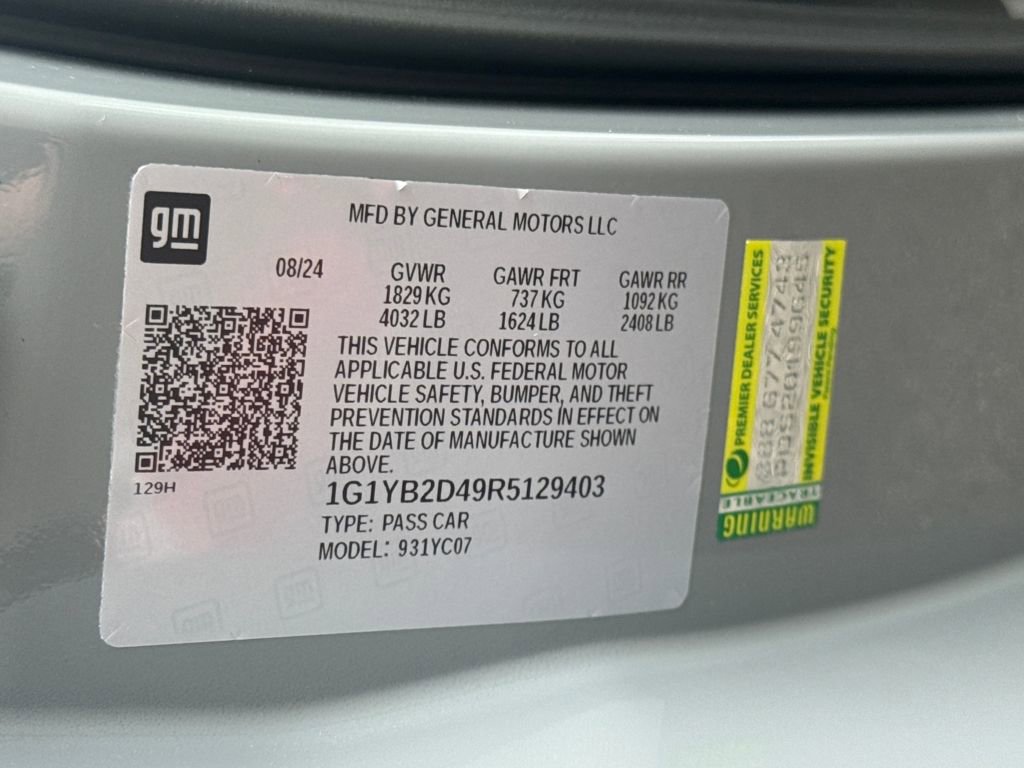 gm
MFD BY GENERAL MOTORS LLC
08/24
GVWR
1829 KG
4032 LB
GAWR FRT
737 KG
1624 LB
GAWR RR
1092 KG
2408 LB
THIS VEHICLE CONFORMS TO ALL
APPLICABLE U.S. FEDERAL MOTOR
VEHICLE SAFETY, BUMPER, AND THEFT
PREVENTION STANDARDS IN EFFECT ON
THE DATE OF MANUFACTURE SHOWN
ABOVE.
129H
1G1YB2D49R5129403
TYPE: PASS CAR
MODEL: 931YC07
PREMIER DEALER SERVICES
888 677 4743
INVISIBLE VEHICLE SECURITY
TRACEABLE
WARNING